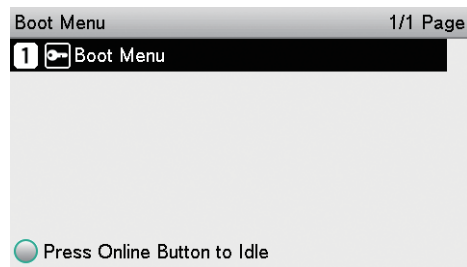 Boot Menu 1/1 Page
1 Boot Menu
Press Online Button to Idle